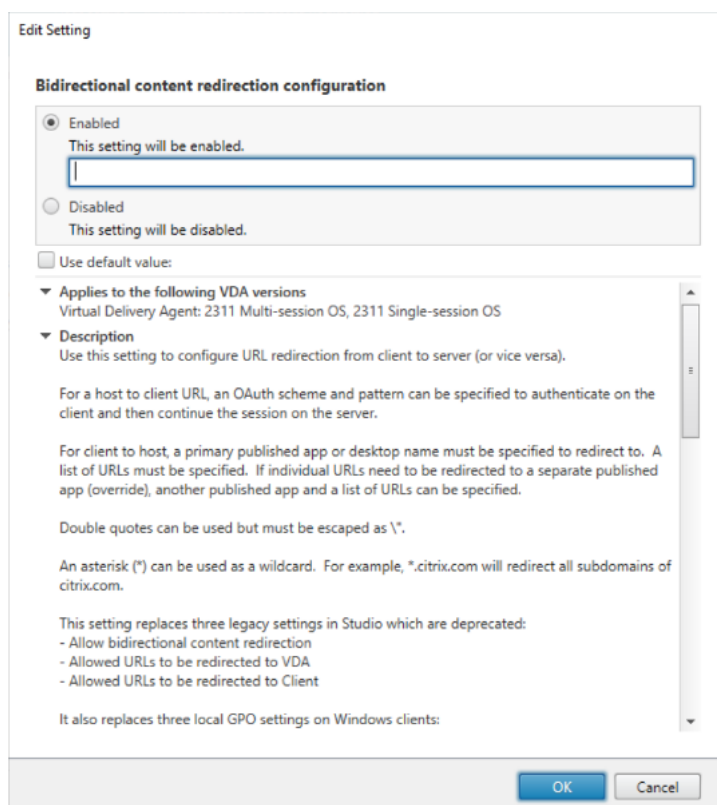 Edit Setting
Bidirectional content redirection configuration
Enabled
This setting will be enabled.
Disabled
This setting will be disabled.
Use default value:
Applies to the following VDA versions
Virtual Delivery Agent: 2311 Multi-session OS, 2311 Single-session OS
Description
Use this setting to configure URL redirection from client to server (or vice versa).
For a host to client URL, an OAuth scheme and pattern can be specified to authenticate on the
client and then continue the session on the server.
For client to host, a primary published app or desktop name must be specified to redirect to. A
list of URLs must be specified. If individual URLs need to be redirected to a separate published
app (override), another published app and a list of URLs can be specified.
Double quotes can be used but must be escaped as \".
An asterisk (*) can be used as a wildcard. For example, *.citrix.com will redirect all subdomains of
citrix.com.
This setting replaces three legacy settings in Studio which are deprecated:
- Allow bidirectional content redirection
- Allowed URLs to be redirected to VDA
- Allowed URLs to be redirected to Client
It also replaces three local GPO settings on Windows clients:
OK
Cancel